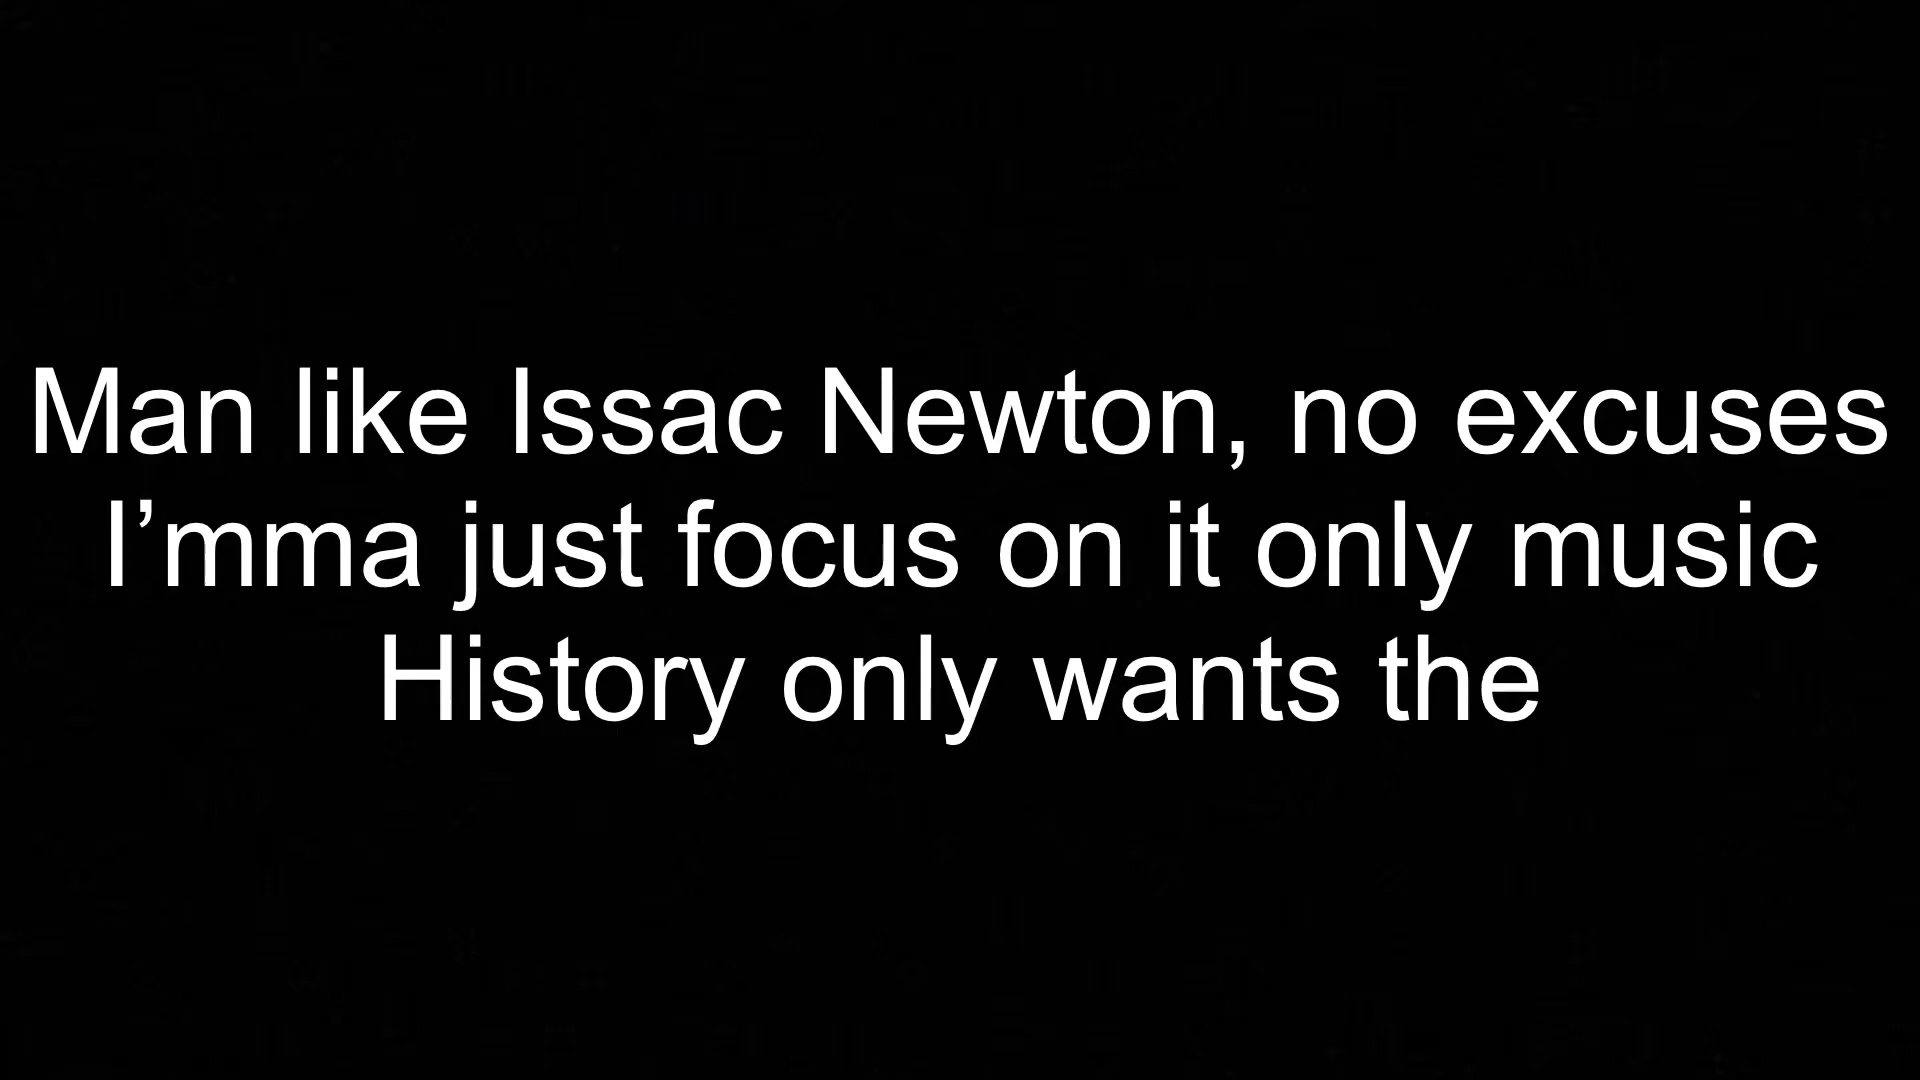 Man like Issac Newton, no excuses
I’mma just focus on it only music
History only wants the